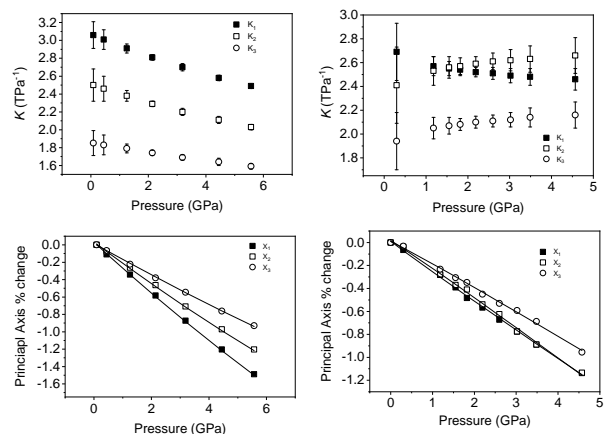 K (TPa⁻¹)
3.2
3.0
2.8
2.6
2.4
2.2
2.0
1.8
1.6
K₁
K₂
K₃
0 1 2 3 4 5 6
Pressure (GPa)
K (TPa⁻¹)
3.0
2.8
2.6
2.4
2.2
2.0
1.8
K₁
K₂
K₃
0 1 2 3 4 5
Pressure (GPa)
Princiapl Axis % change
0.0
-0.2
-0.4
-0.6
-0.8
-1.0
-1.2
-1.4
-1.6
X₁
X₂
X₃
0 1 2 3 4 5 6
Pressure (GPa)
Principal Axis % change
0.0
-0.2
-0.4
-0.6
-0.8
-1.0
-1.2
X₁
X₂
X₃
0 1 2 3 4 5
Pressure (GPa)